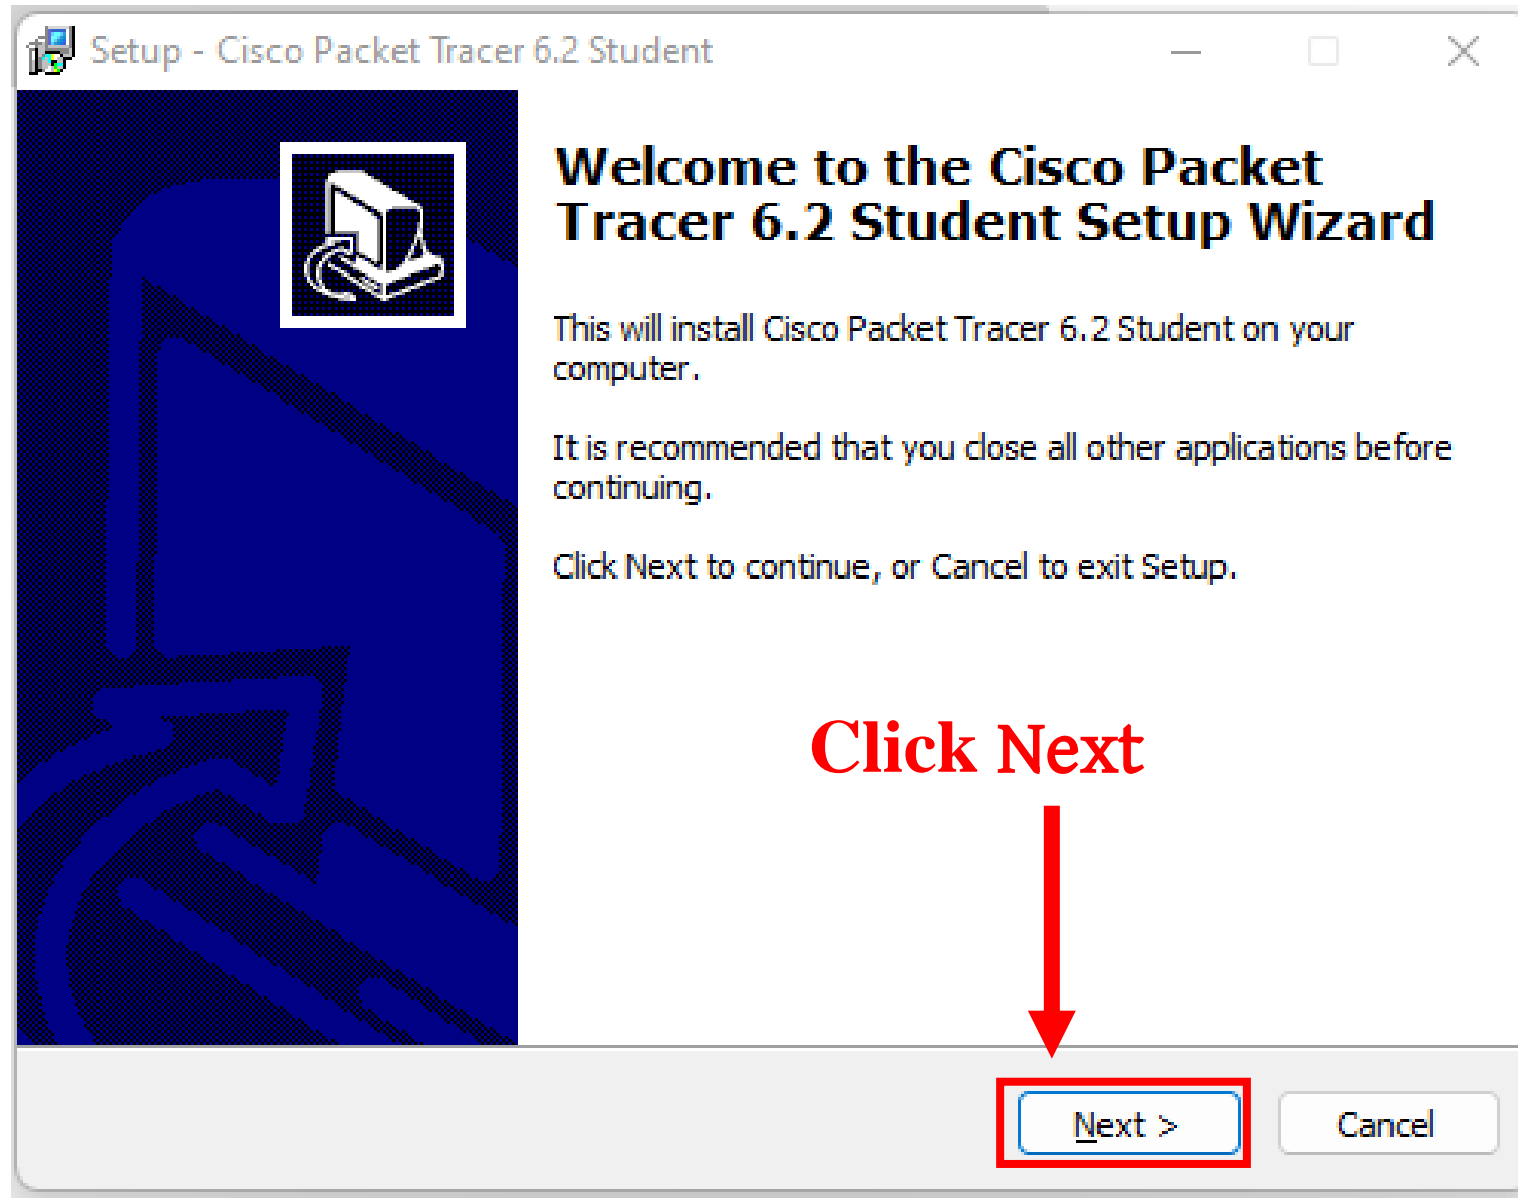 Setup - Cisco Packet Tracer 6.2 Student
Welcome to the Cisco Packet
Tracer 6.2 Student Setup Wizard
This will install Cisco Packet Tracer 6.2 Student on your
computer.
It is recommended that you close all other applications before
continuing.
Click Next to continue, or Cancel to exit Setup.
Click Next
Next >
Cancel